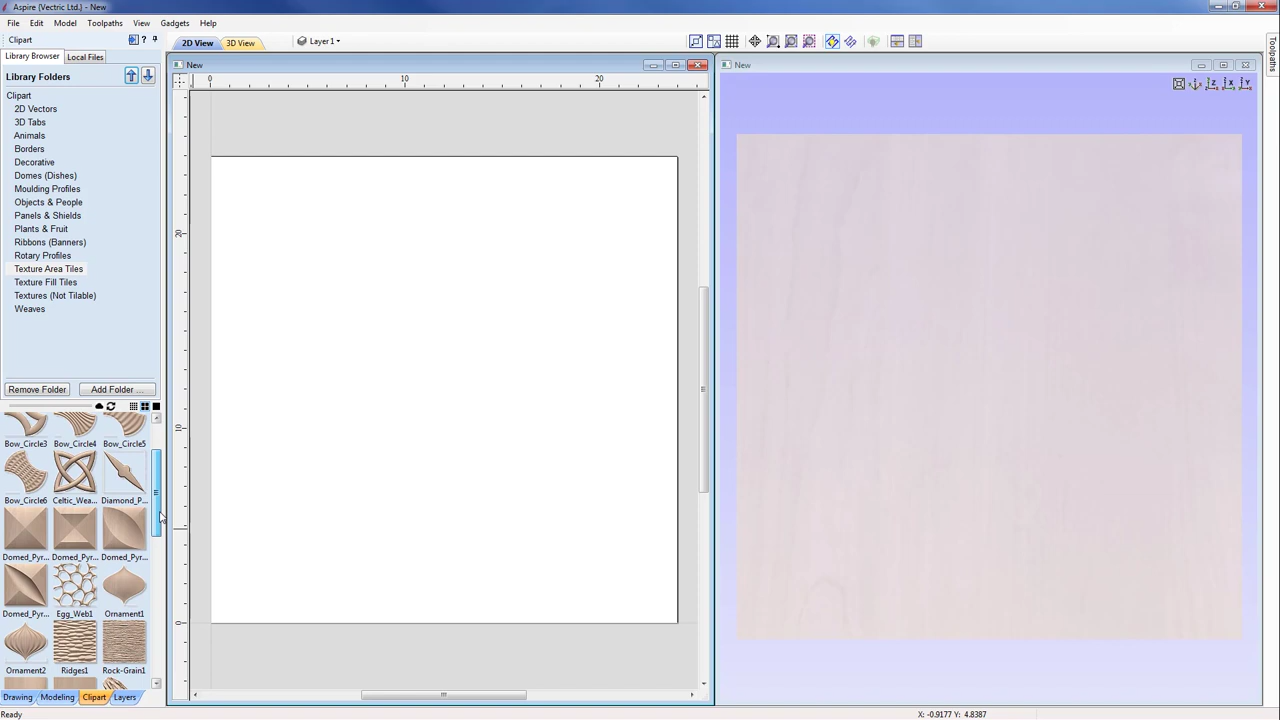 Aspire (Vectric Ltd.) - New
File Edit Model Toolpaths View Gadgets Help
Clipart
2D View 3D View Layer 1
Library Browser Local Files
New
New
Library Folders
0 10 20
Clipart
2D Vectors
3D Tabs
Animals
Borders
Decorative
Domes (Dishes)
Moulding Profiles
Objects & People
Panels & Shields
Plants & Fruit
Ribbons (Banners)
Rotary Profiles
Texture Area Tiles
Texture Fill Tiles
Textures (Not Tilable)
Weaves
20
10
0
Remove Folder Add Folder ...
Bow_Circle3 Bow_Circle4 Bow_Circle5
Bow_Circle6 Celtic_Wea... Diamond_P...
Domed_Pyr... Domed_Pyr... Domed_Pyr...
Domed_Pyr... Egg_Web1 Ornament1
Ornament2 Ridges1 Rock-Grain1
Drawing Modeling Clipart Layers
Ready
X: -0.9177 Y: 4.8387
Toolpaths
Z X Y